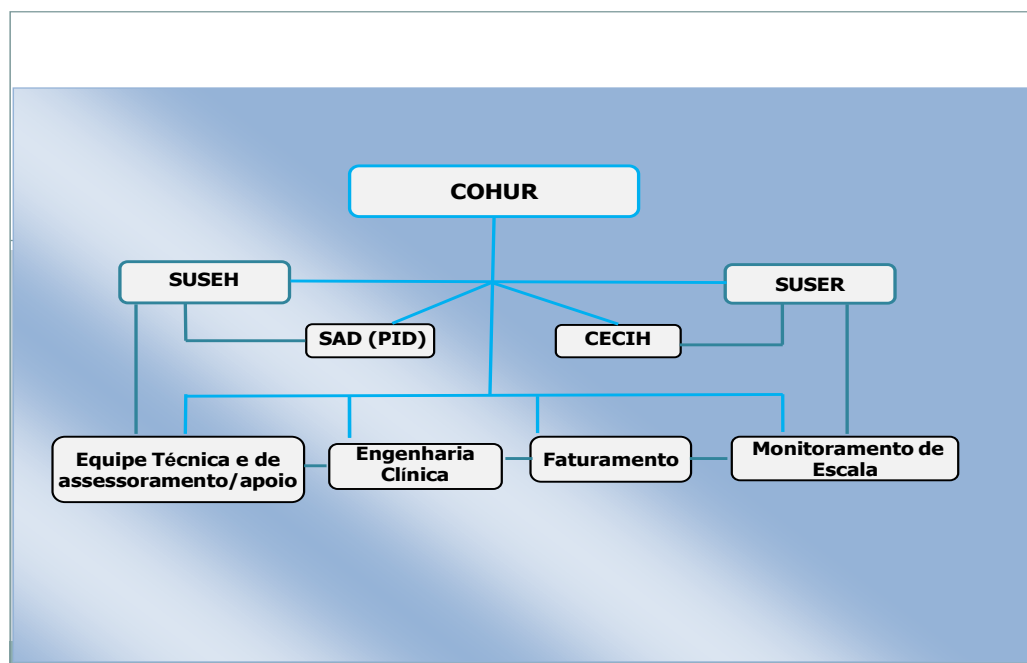 COHUR
SUSEH
SUSER
SAD (PID)
CECIH
Equipe Técnica e de
assessoramento/apoio
Engenharia
Clínica
Faturamento
Monitoramento de
Escala